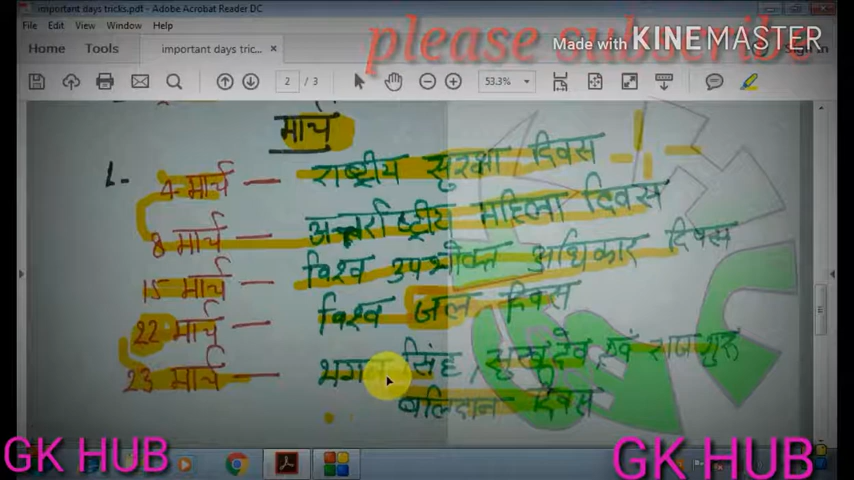 important days tricks.pdf - Adobe Acrobat Reader DC
File Edit View Window Help
please subscribe
Made with KINEMASTER
Home Tools important days tric... × Sign In
2 / 3 53.3%
मार्च
1- 4 मार्च — राष्ट्रीय सुरक्षा दिवस
8 मार्च — अन्तर्राष्ट्रीय महिला दिवस
15 मार्च — विश्व उपभोक्ता अधिकार दिवस
22 मार्च — विश्व जल दिवस
23 मार्च — भगत सिंह, सुखदेव, एवं राजगुरु
बलिदान दिवस
GK HUB GK HUB